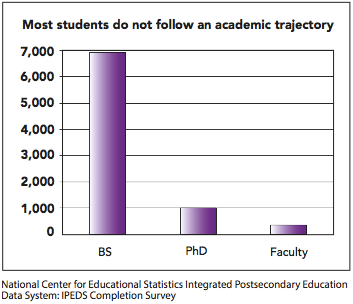 Most students do not follow an academic trajectory
7,000
6,000
5,000
4,000
3,000
2,000
1,000
0
BS PhD Faculty
National Center for Educational Statistics Integrated Postsecondary Education
Data System: IPEDS Completion Survey